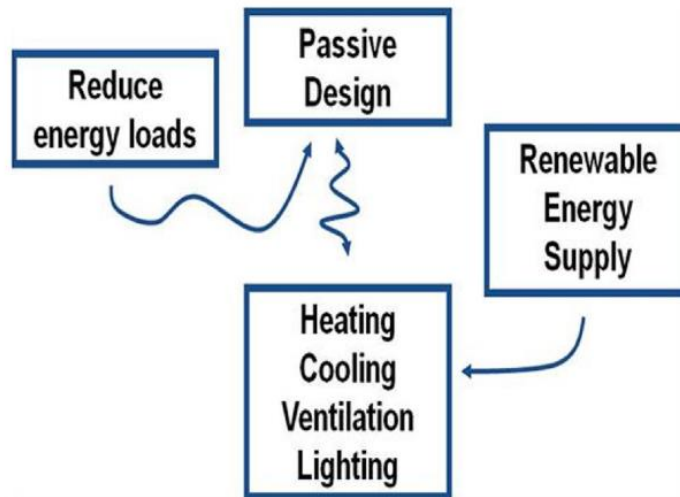 Reduce
energy loads
Passive
Design
Renewable
Energy
Supply
Heating
Cooling
Ventilation
Lighting